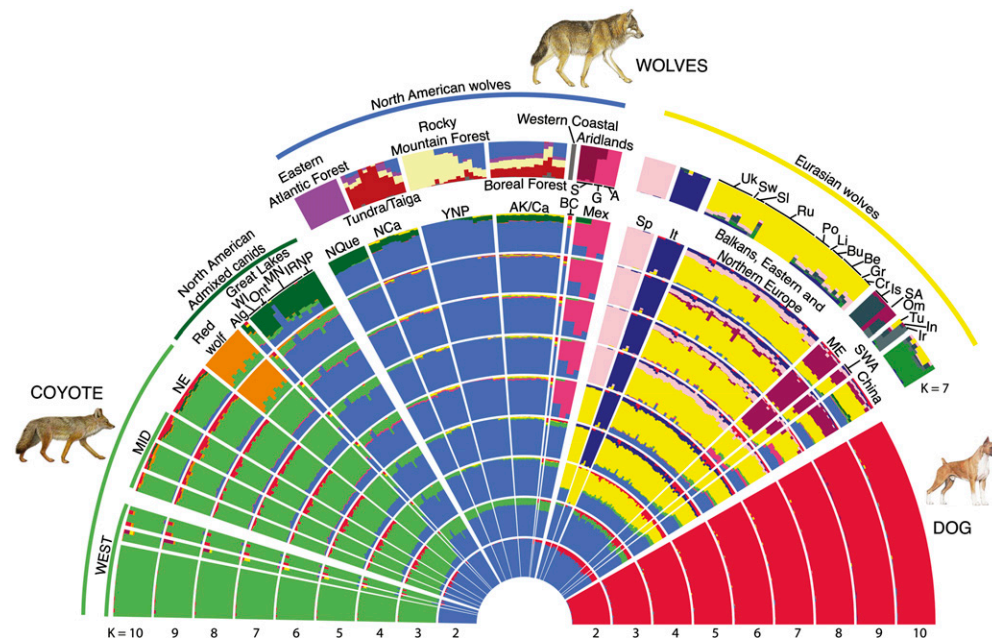 WOLVES
North American wolves
Western Coastal
Aridlands
Rocky
Mountain Forest
Eastern
Atlantic Forest
Tundra/Taiga
Boreal Forest
S
T
G
A
Eurasian wolves
Uk
Sw
Sl
Ru
Po
Li
Bu
Be
Gr
Cr
Is
SA
Om
Tu
In
Ir
K = 7
North American
Admixed canids
Great Lakes
Red
wolf
Alg
WI
Ont
MN
IRNP
NQue
NCa
YNP
AK/Ca
BC
Mex
Sp
It
Balkans, Eastern and
Northern Europe
ME
SWA
China
COYOTE
NE
MID
WEST
DOG
K = 10 9 8 7 6 5 4 3 2
2 3 4 5 6 7 8 9 10